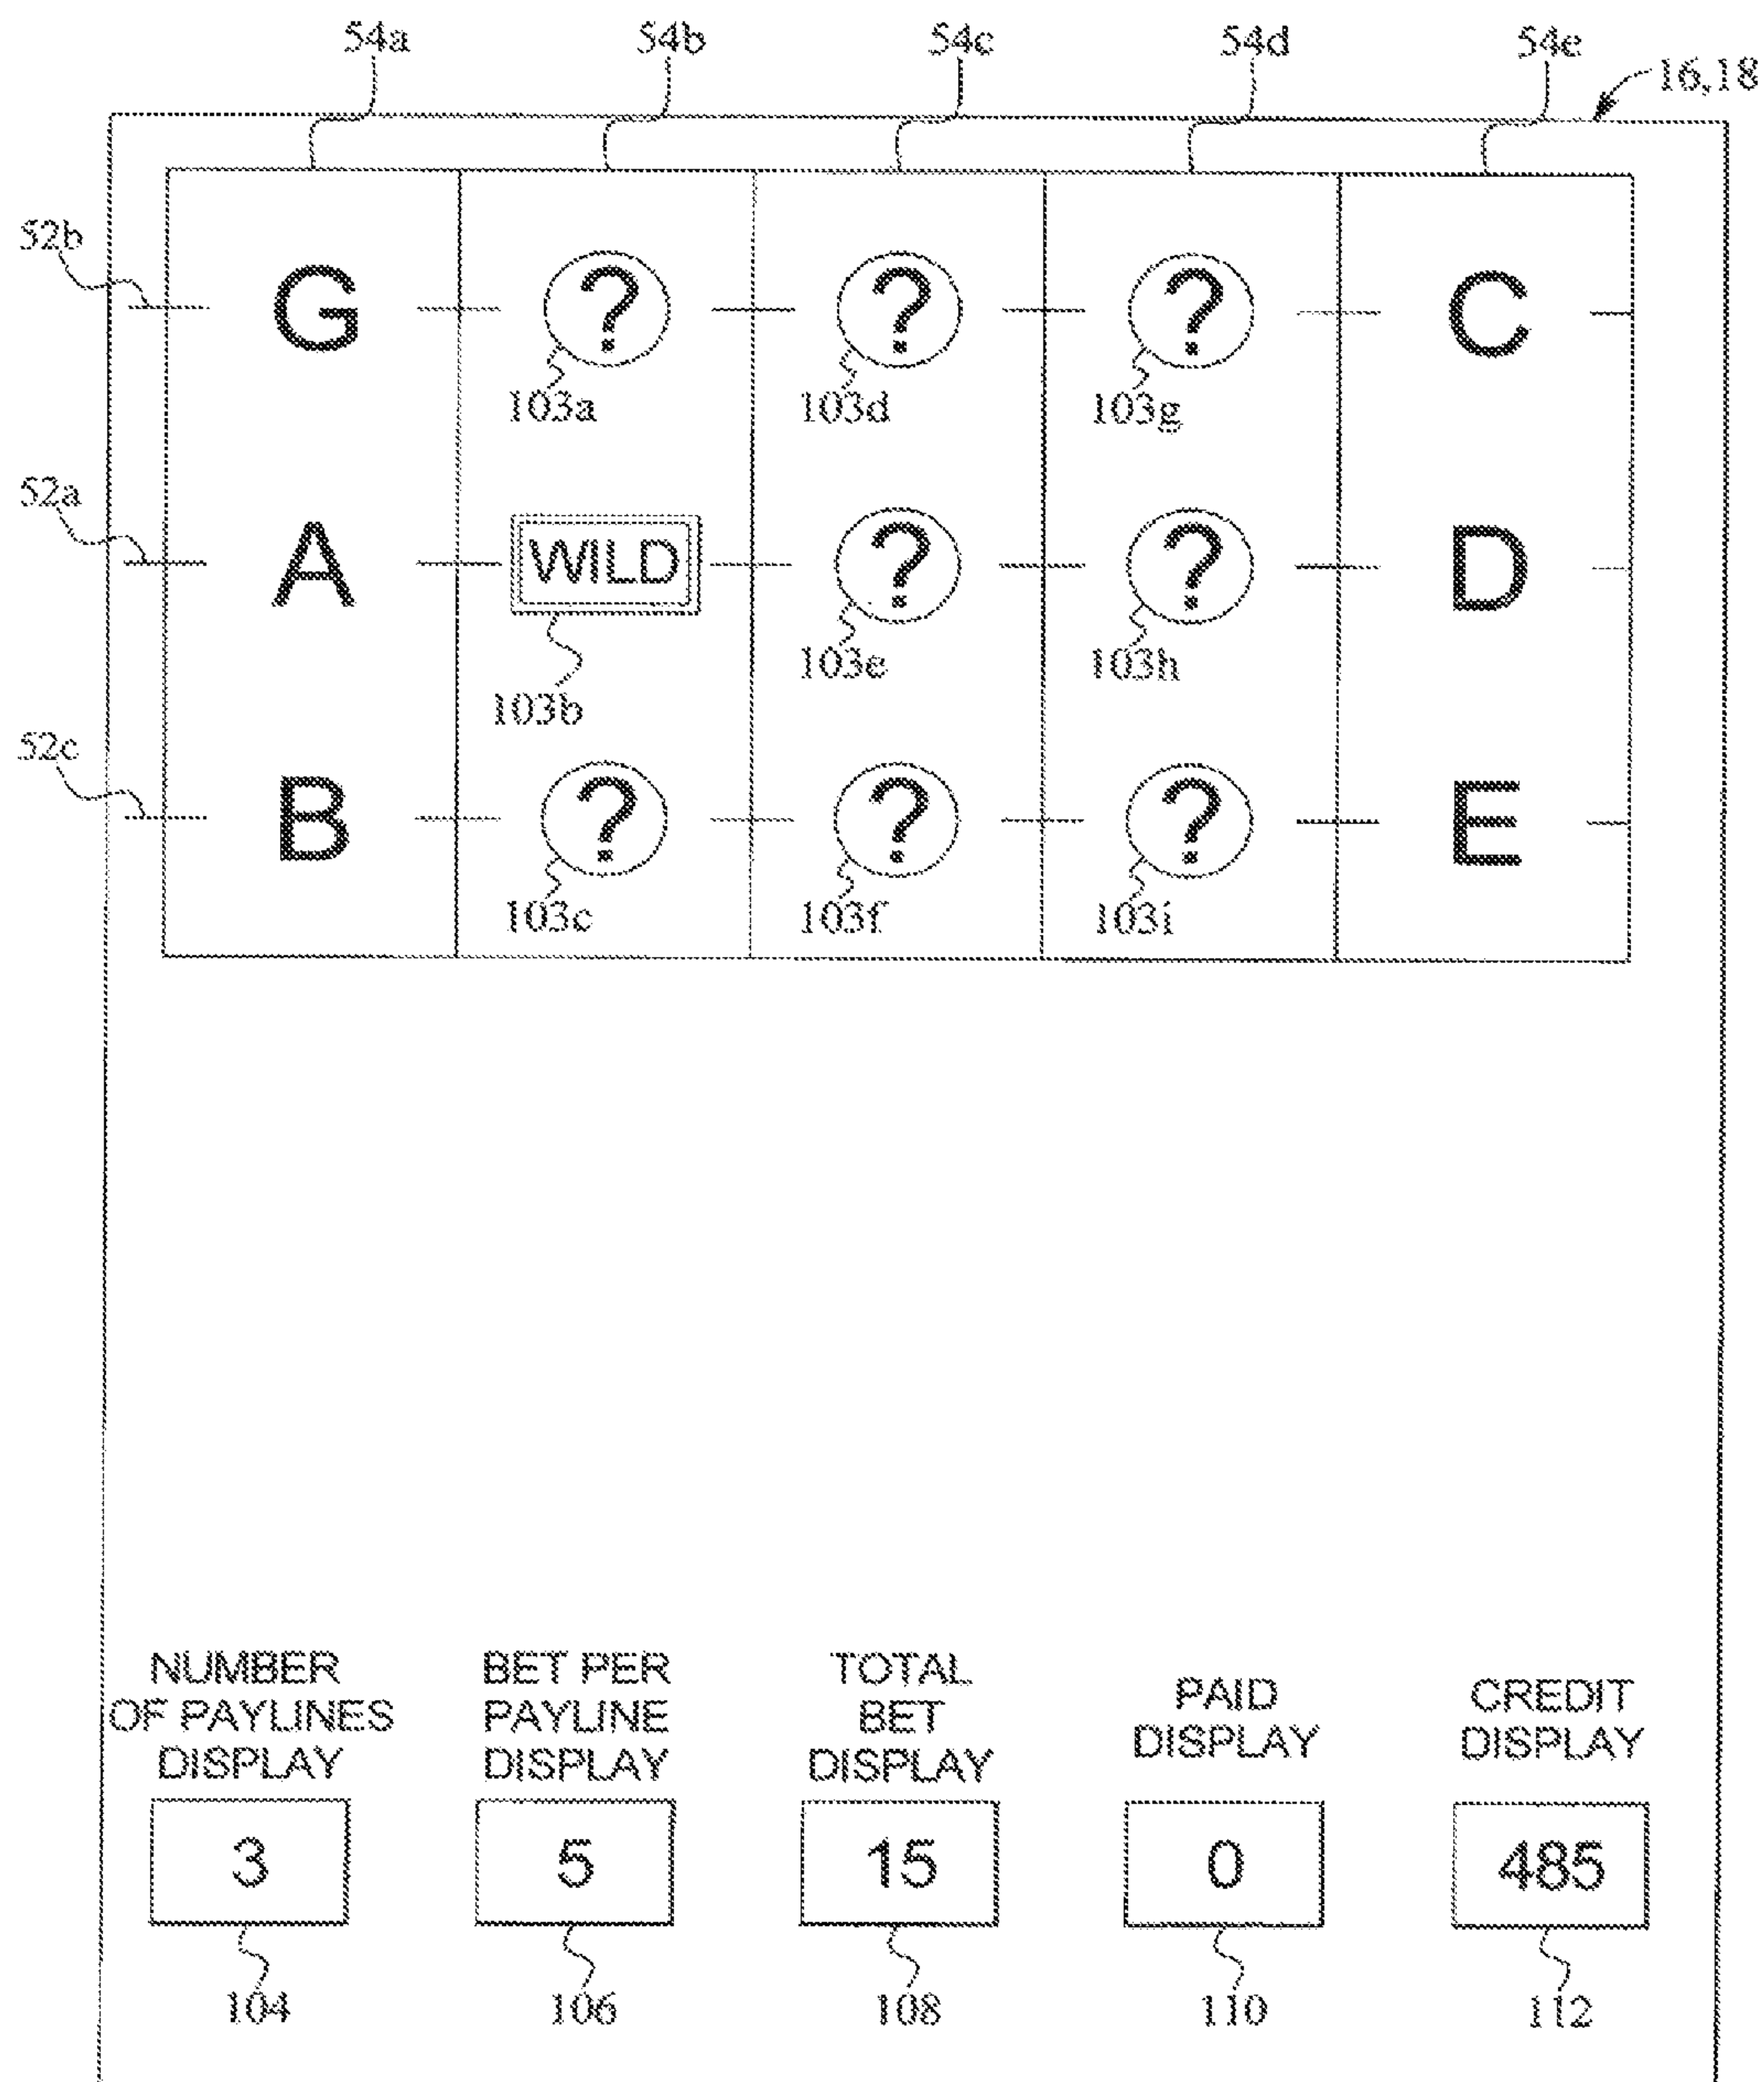 54a 54b 54c 54d 54e
16,18
52b G ? ? ? C
103a 103d 103g
52a A WILD ? ? D
103e 103h
103b
52c B ? ? ? E
103c 103f 103i
NUMBER OF PAYLINES DISPLAY
BET PER PAYLINE DISPLAY
TOTAL BET DISPLAY
PAID DISPLAY
CREDIT DISPLAY
3 5 15 0 485
104 106 108 110 112